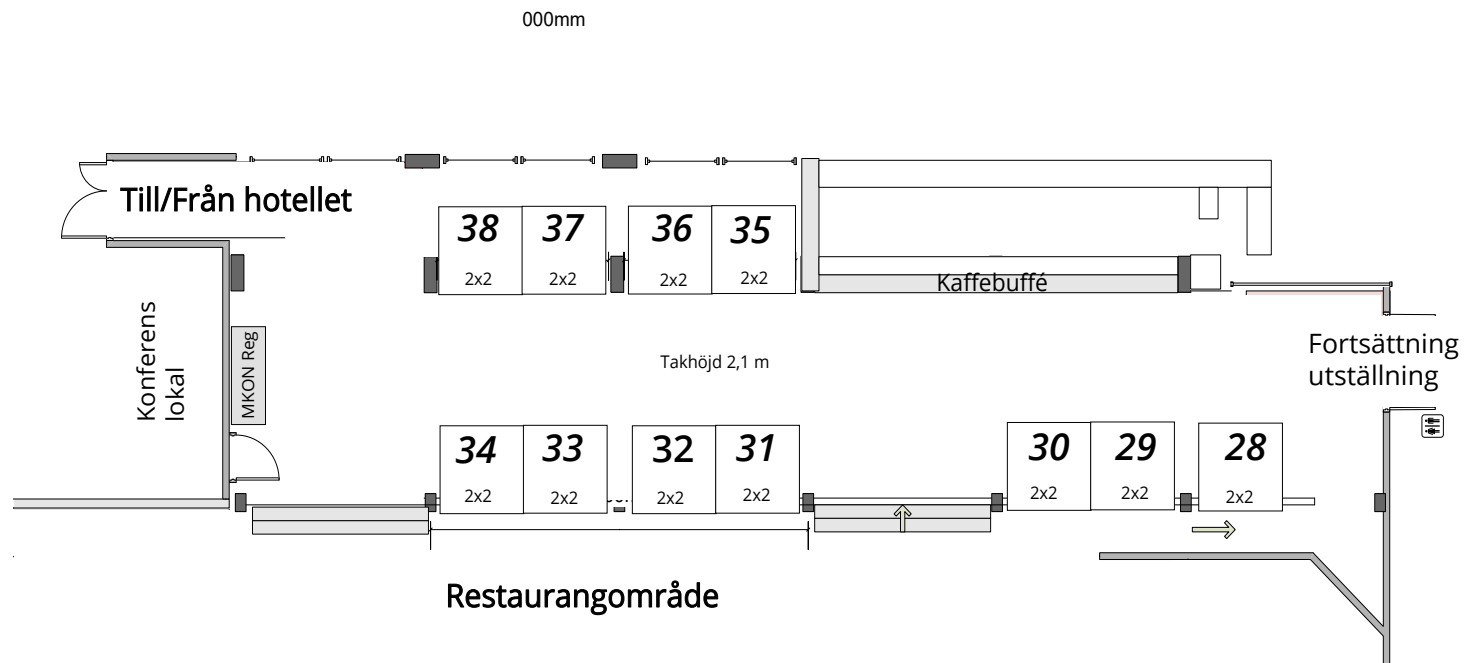 000mm
Till/Från hotellet
38
37
36
35
2x2
2x2
2x2
2x2
Kaffebuffé
Konferens
lokal
MKON Reg
Takhöjd 2,1 m
Fortsättning
utställning
34
33
32
31
30
29
28
2x2
2x2
2x2
2x2
2x2
2x2
2x2
Restaurangområde